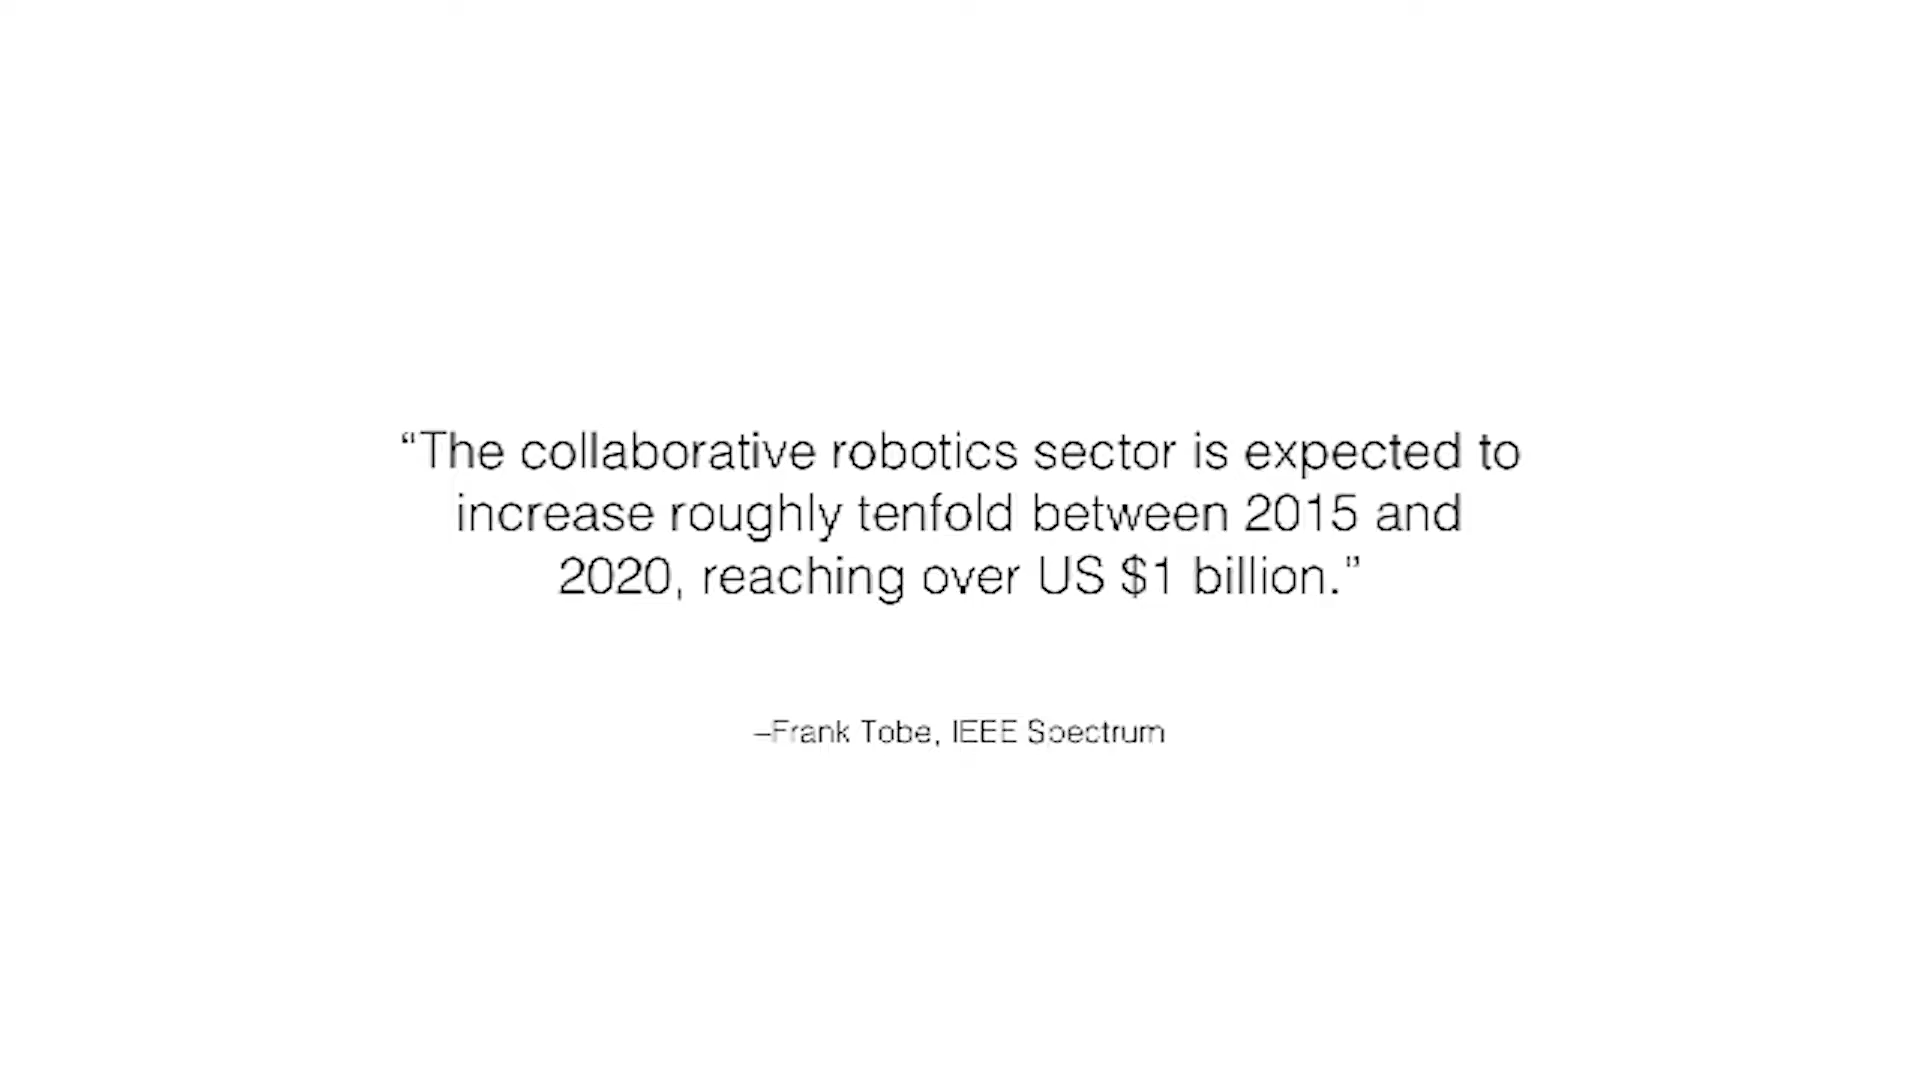 “The collaborative robotics sector is expected to
increase roughly tenfold between 2015 and
2020, reaching over US $1 billion.”
–Frank Tobe, IEEE Spectrum